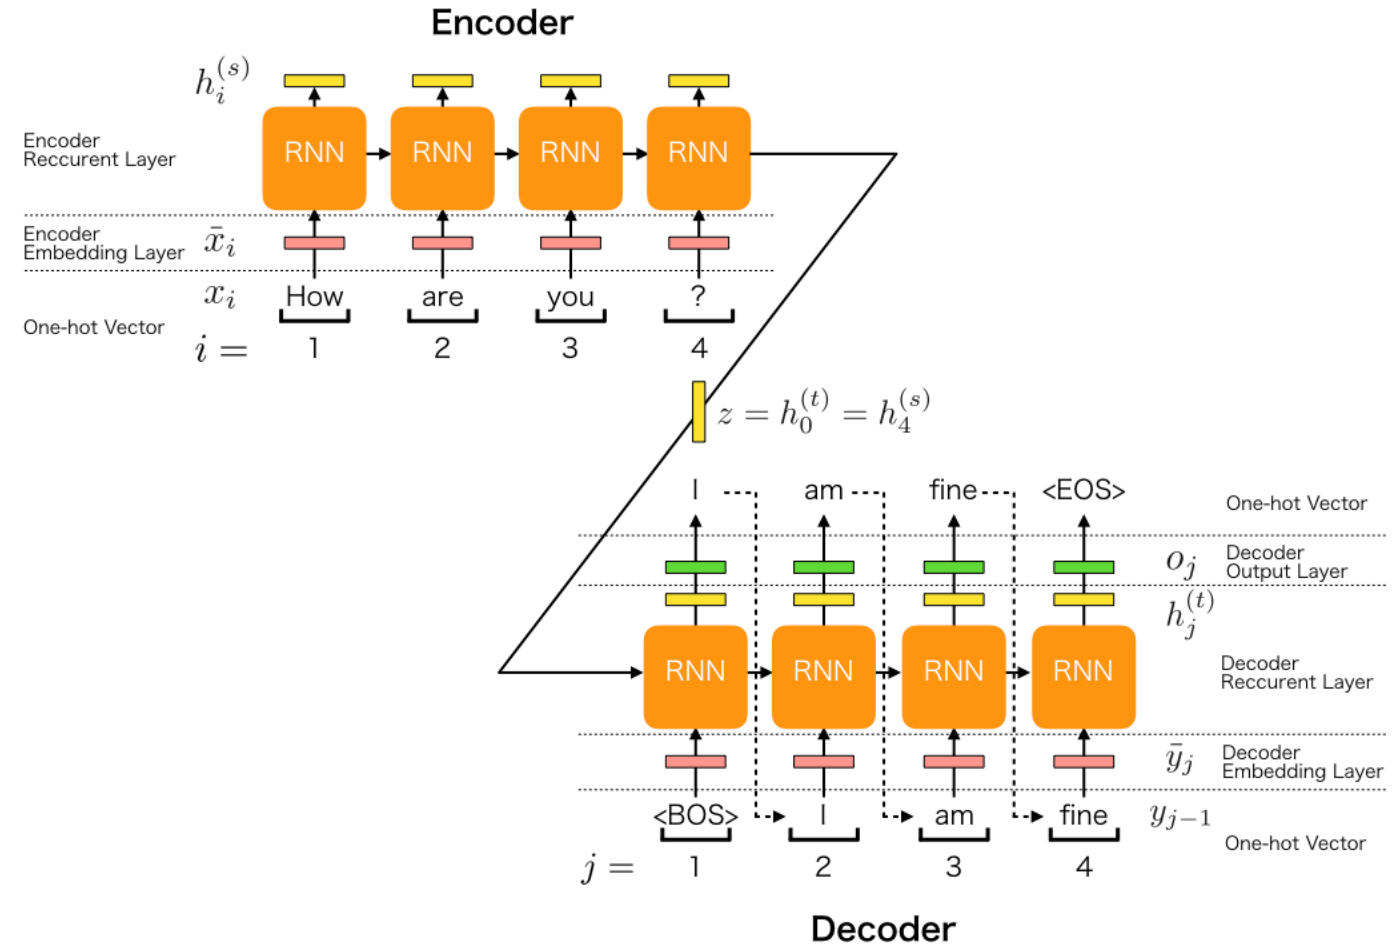 Encoder
h_i^{(s)}
RNN RNN RNN RNN
Encoder
Reccurent Layer
Encoder
Embedding Layer
x̄_i
x_i How are you ?
One-hot Vector
i = 1 2 3 4
z = h_0^{(t)} = h_4^{(s)}
I am fine <EOS>
One-hot Vector
o_j
Decoder
Output Layer
h_j^{(t)}
RNN RNN RNN RNN
Decoder
Reccurent Layer
ȳ_j
Decoder
Embedding Layer
<BOS> I am fine y_{j-1}
One-hot Vector
j = 1 2 3 4
Decoder